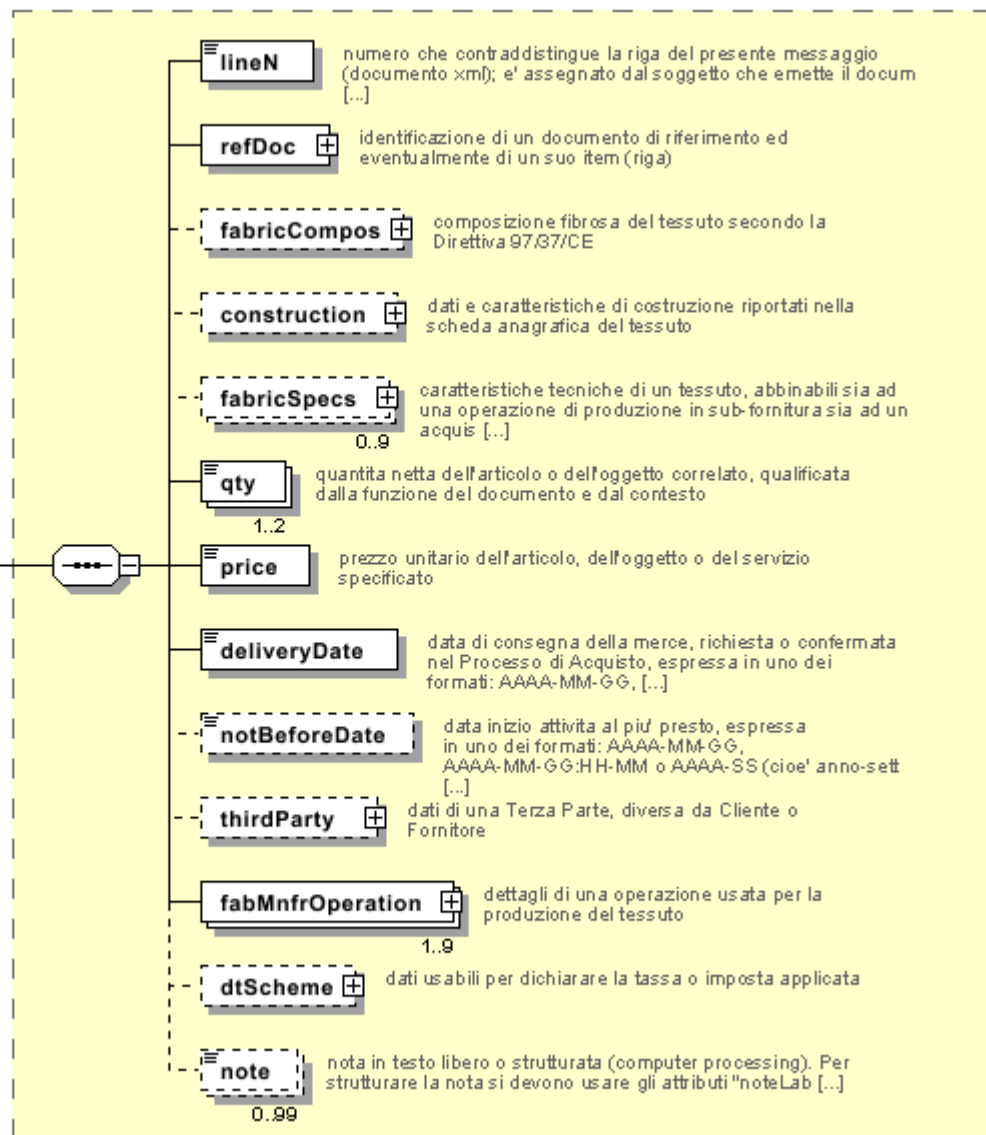 lineN
numero che contraddistingue la riga del presente messaggio
(documento xml); e' assegnato dal soggetto che emette il docum
[...]
refDoc
identificazione di un documento di riferimento ed
eventualmente di un suo item (riga)
fabricCompos
composizione fibrosa del tessuto secondo la
Direttiva 97/37/CE
construction
dati e caratteristiche di costruzione riportati nella
scheda anagrafica del tessuto
fabricSpecs
0..9
caratteristiche tecniche di un tessuto, abbinabili sia ad
una operazione di produzione in sub-fornitura sia ad un
acquis [...]
qty
1..2
quantita netta dell'articolo o dell'oggetto correlato, qualificata
dalla funzione del documento e dal contesto
price
prezzo unitario dell'articolo, dell'oggetto o del servizio
specificato
deliveryDate
data di consegna della merce, richiesta o confermata
nel Processo di Acquisto, espressa in uno dei
formati: AAAA-MM-GG, [...]
notBeforeDate
data inizio attivita al piu' presto, espressa
in uno dei formati: AAAA-MM-GG,
AAAA-MM-GG:HH-MM o AAAA-SS (cioe' anno-sett
[...]
thirdParty
dati di una Terza Parte, diversa da Cliente o
Fornitore
fabMnfrOperation
1..9
dettagli di una operazione usata per la
produzione del tessuto
dtScheme
dati usabili per dichiarare la tassa o imposta applicata
note
0..99
nota in testo libero o strutturata (computer processing). Per
strutturare la nota si devono usare gli attributi "noteLab [...]